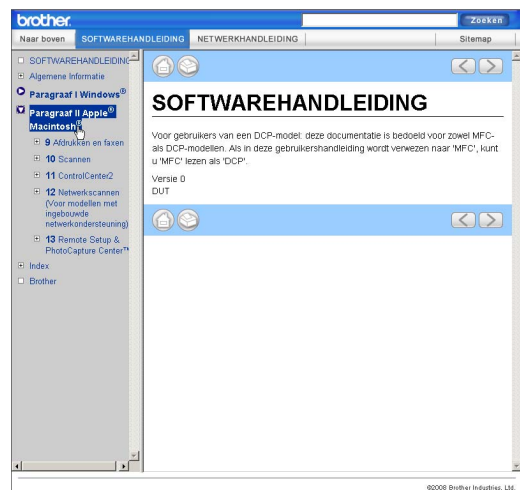 brother.
Zoeken
Naar boven SOFTWAREHANDLEIDING NETWERKHANDLEIDING Sitemap
SOFTWAREHANDLEIDING
Algemene Informatie
Paragraaf I Windows®
Paragraaf II Apple®
Macintosh®
9 Afdrukken en faxen
10 Scannen
11 ControlCenter2
12 Netwerkscannen
(Voor modellen met
ingebouwde
netwerkondersteuning)
13 Remote Setup &
PhotoCapture Center™
Index
Brother
SOFTWAREHANDLEIDING
Voor gebruikers van een DCP-model: deze documentatie is bedoeld voor zowel MFC-
als DCP-modellen. Als in deze gebruikershandleiding wordt verwezen naar 'MFC', kunt
u 'MFC' lezen als 'DCP'.
Versie 0
DUT
©2008 Brother Industries, Ltd.